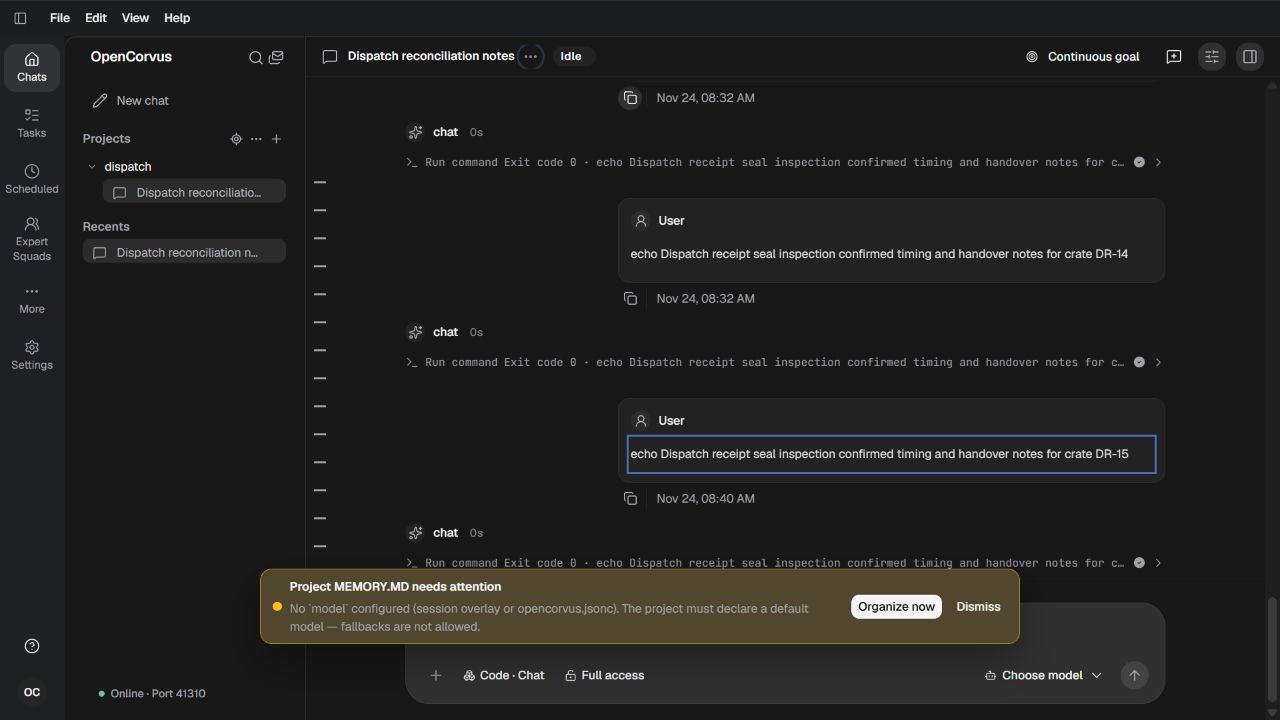 File Edit View Help
OpenCorvus
Dispatch reconciliation notes
Idle
Continuous goal
Chats
Tasks
Scheduled
Expert
Squads
More
Settings
OC
New chat
Projects
dispatch
Dispatch reconciliatio...
Recents
Dispatch reconciliation n...
Online · Port 41310
Nov 24, 08:32 AM
chat 0s
>_ Run command Exit code 0 · echo Dispatch receipt seal inspection confirmed timing and handover notes for c…
User
echo Dispatch receipt seal inspection confirmed timing and handover notes for crate DR-14
Nov 24, 08:32 AM
chat 0s
>_ Run command Exit code 0 · echo Dispatch receipt seal inspection confirmed timing and handover notes for c…
User
echo Dispatch receipt seal inspection confirmed timing and handover notes for crate DR-15
Nov 24, 08:40 AM
chat 0s
>_ Run command Exit code 0 · echo Dispatch receipt seal inspection confirmed timing and handover notes for c…
Project MEMORY.MD needs attention
No `model` configured (session overlay or opencorvus.jsonc). The project must declare a default
model — fallbacks are not allowed.
Organize now
Dismiss
Code · Chat
Full access
Choose model